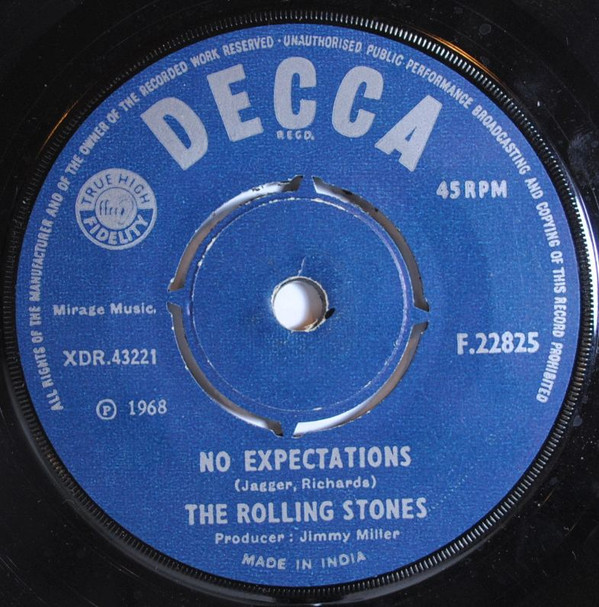 ALL RIGHTS OF THE MANUFACTURER AND OF THE OWNER OF THE RECORDED WORK RESERVED · UNAUTHORISED PUBLIC PERFORMANCE BROADCASTING AND COPYING OF THIS RECORD PROHIBITED
DECCA
REGD.
TRUE HIGH
ffrr
FIDELITY
45 RPM
Mirage Music.
XDR.43221
F.22825
℗ 1968
NO EXPECTATIONS
(Jagger, Richards)
THE ROLLING STONES
Producer : Jimmy Miller
MADE IN INDIA